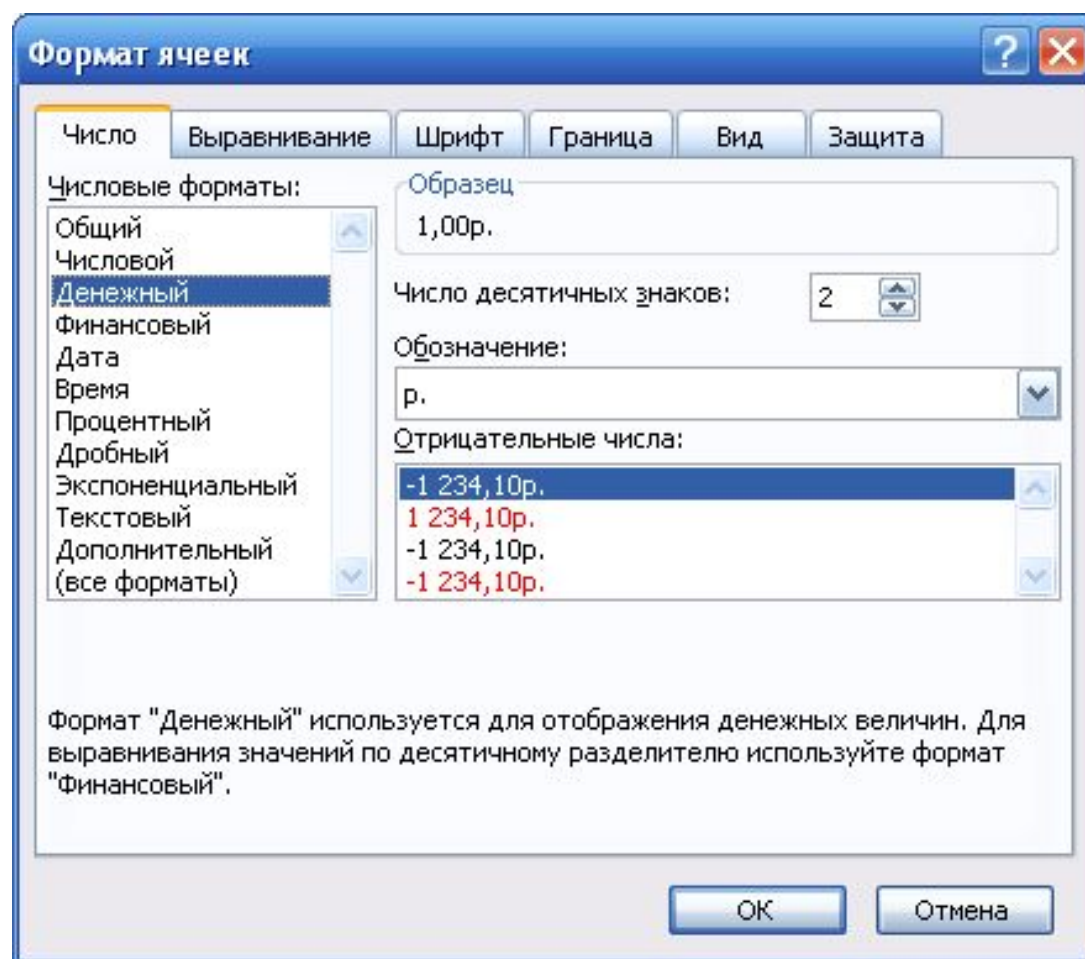 Формат ячеек
Число
Выравнивание
Шрифт
Граница
Вид
Защита
Числовые форматы:
Общий
Числовой
Денежный
Финансовый
Дата
Время
Процентный
Дробный
Экспоненциальный
Текстовый
Дополнительный
(все форматы)
Образец
1,00р.
Число десятичных знаков:
2
Обозначение:
р.
Отрицательные числа:
-1 234,10р.
1 234,10р.
-1 234,10р.
-1 234,10р.
Формат "Денежный" используется для отображения денежных величин. Для
выравнивания значений по десятичному разделителю используйте формат
"Финансовый".
ОК
Отмена